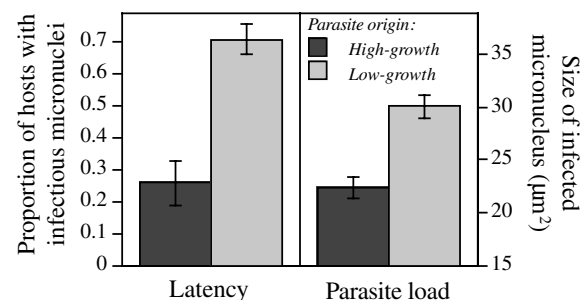 Proportion of hosts with
infectious micronuclei
0.7
0.6
0.5
0.4
0.3
0.2
0.1
0
Parasite origin:
High-growth
Low-growth
35
30
25
22
15
Size of infected
micronucleus (µm²)
Latency
Parasite load